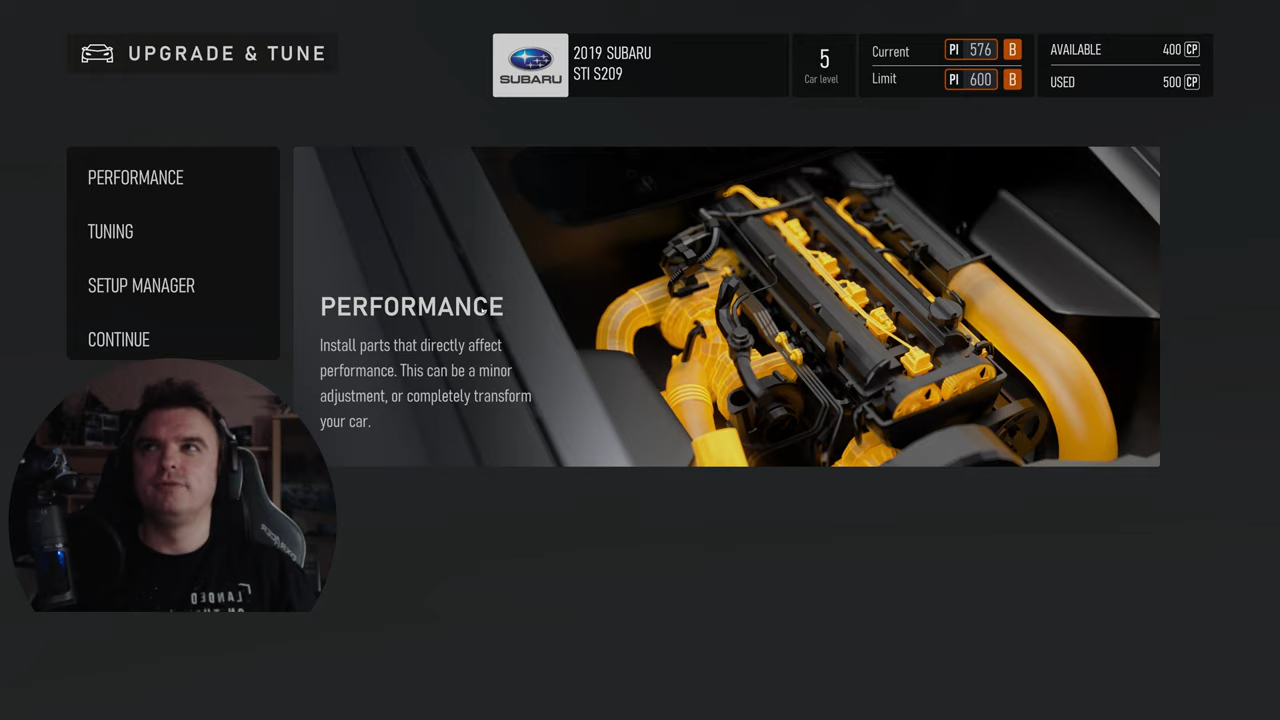 UPGRADE & TUNE
SUBARU
2019 SUBARU
STI S209
5
Car level
Current PI 576 B
Limit PI 600 B
AVAILABLE 400 CP
USED 500 CP
PERFORMANCE
TUNING
SETUP MANAGER
CONTINUE
PERFORMANCE
Install parts that directly affect
performance. This can be a minor
adjustment, or completely transform
your car.
LANDED